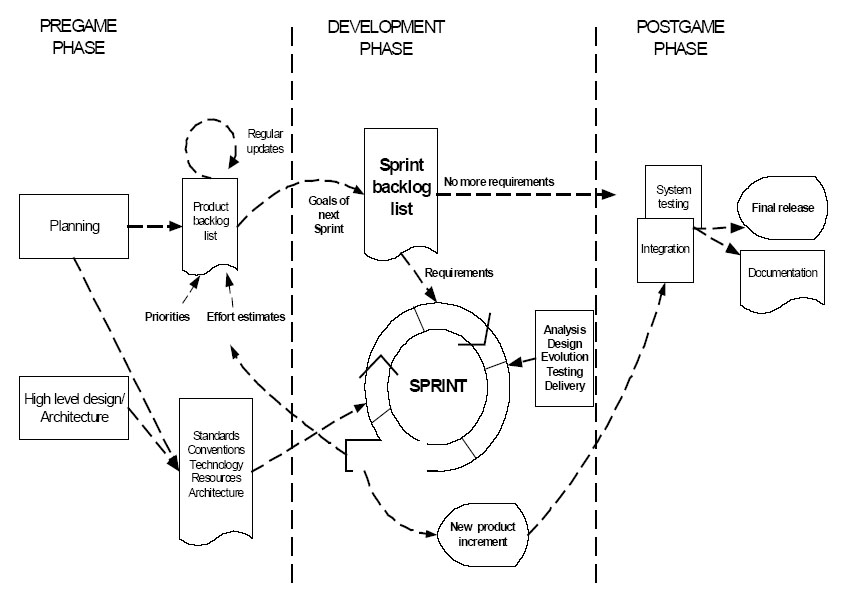 PREGAME
PHASE
DEVELOPMENT
PHASE
POSTGAME
PHASE
Regular
updates
Planning
Product
backlog
list
Priorities
Effort estimates
High level design/
Architecture
Standards
Conventions
Technology
Resources
Architecture
Goals of
next
Sprint
Sprint
backlog
list
No more requirements
Requirements
SPRINT
Analysis
Design
Evolution
Testing
Delivery
New product
increment
System
testing
Integration
Final release
Documentation